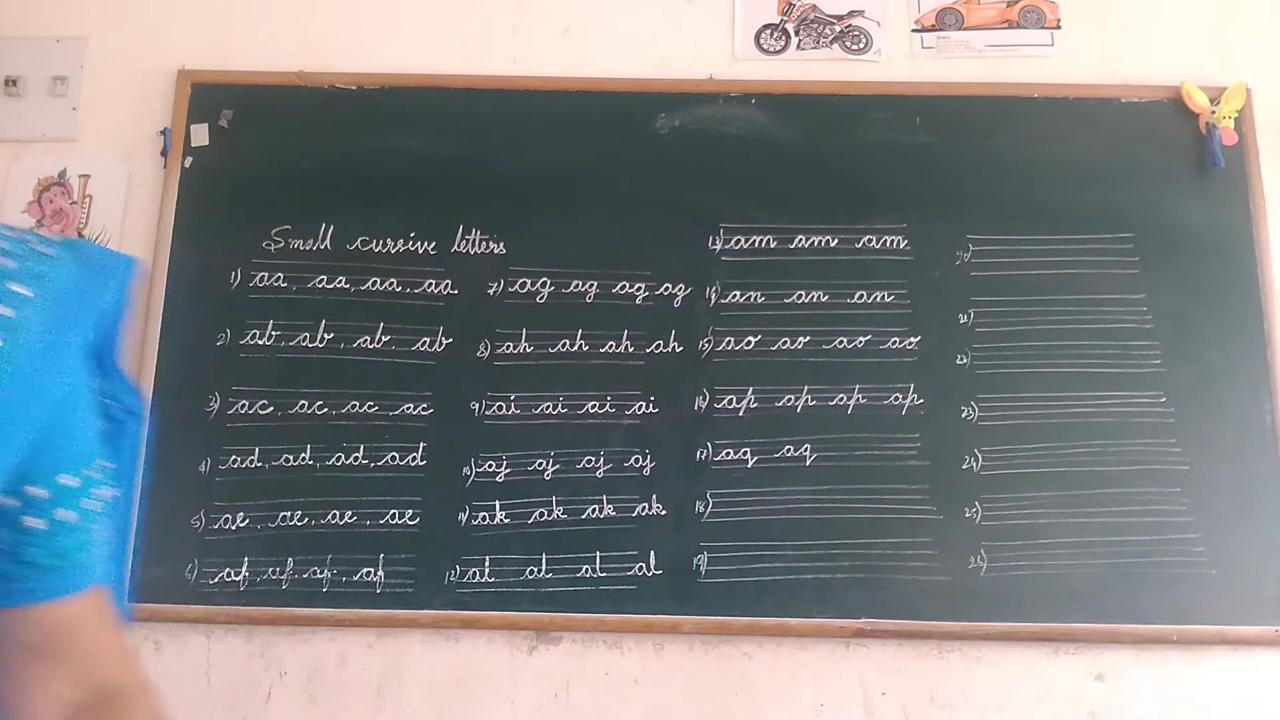 Small cursive letters
1) aa, aa, aa, aa
2) ab, ab, ab, ab
3) ac, ac, ac, ac
4) ad, ad, ad, ad
5) ae, ae, ae, ae
6) af, af, af, af
7) ag ag ag ag
8) ah ah ah ah
9) ai ai ai ai
10) aj aj aj aj
11) ak ak ak ak
12) al al al al
13) am am am
14) an an an
15) ao ao ao ao
16) ap ap ap ap
17) aq aq
18)
19)
20)
21)
22)
23)
24)
25)
26)